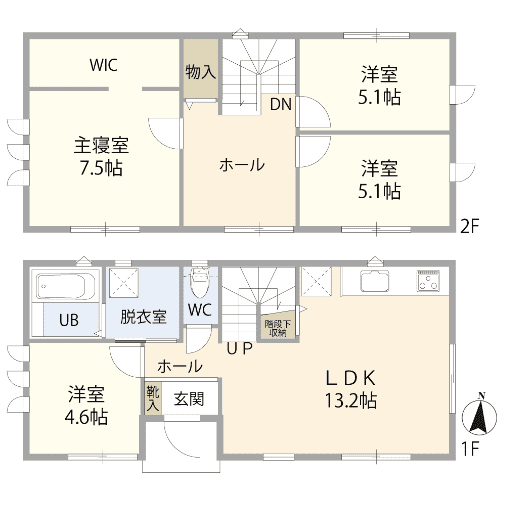 WIC
物入
DN
洋室
5.1帖
主寝室
7.5帖
ホール
洋室
5.1帖
2F
UB
脱衣室
WC
階段下
収納
UP
ホール
洋室
4.6帖
靴入
玄関
LDK
13.2帖
N
1F